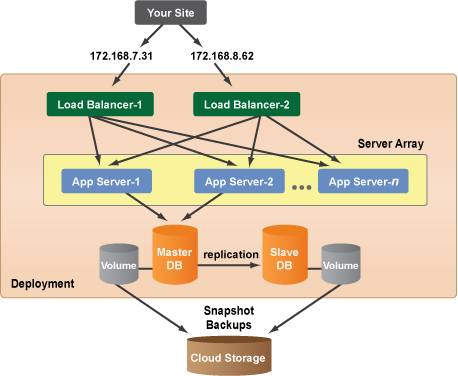 Your Site
172.168.7.31
172.168.8.62
Load Balancer-1
Load Balancer-2
Server Array
App Server-1
App Server-2
App Server-n
Master
DB
replication
Slave
DB
Volume
Volume
Deployment
Snapshot
Backups
Cloud Storage